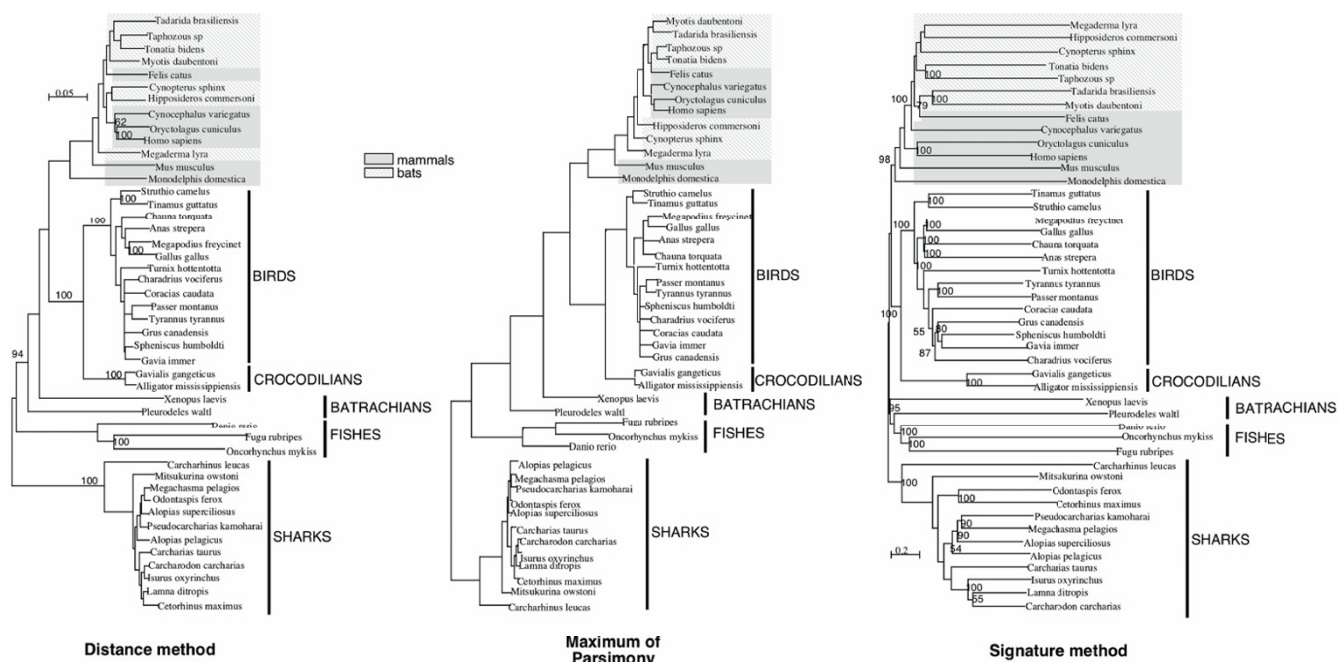 Tadarida brasiliensis
Taphozous sp
Tonatia bidens
Myotis daubentoni
Felis catus
0.05
Cynopterus sphinx
Hipposideros commersoni
Cynocephalus variegatus
62
Oryctolagus cuniculus
100
Homo sapiens
Megaderma lyra
Mus musculus
Monodelphis domestica
Struthio camelus
100
Tinamus guttatus
100
Chauna torquata
Anas strepera
Megapodius freycinet
100
Gallus gallus
Turnix hottentotta
Charadrius vociferus
100
Coracias caudata
Passer montanus
Tyrannus tyrannus
Grus canadensis
Spheniscus humboldti
94
Gavia immer
BIRDS
Gavialis gangeticus
100
Alligator mississippiensis
CROCODILIANS
Xenopus laevis
Pleurodeles waltl
BATRACHIANS
Danio rerio
Fugu rubripes
100
Oncorhynchus mykiss
FISHES
Carcharhinus leucas
100
Mitsukurina owstoni
Megachasma pelagios
Odontaspis ferox
Alopias superciliosus
Pseudocarcharias kamoharai
Alopias pelagicus
Carcharias taurus
Carcharodon carcharias
Isurus oxyrinchus
Lamna ditropis
Cetorhinus maximus
SHARKS
Distance method
mammals
bats
Myotis daubentoni
Tadarida brasiliensis
Taphozous sp
Tonatia bidens
Felis catus
Cynocephalus variegatus
Oryctolagus cuniculus
Homo sapiens
Hipposideros commersoni
Cynopterus sphinx
Megaderma lyra
Mus musculus
Monodelphis domestica
Struthio camelus
Tinamus guttatus
Megapodius freycinet
Gallus gallus
Anas strepera
Chauna torquata
Turnix hottentotta
Passer montanus
Tyrannus tyrannus
Spheniscus humboldti
Charadrius vociferus
Coracias caudata
Gavia immer
Grus canadensis
BIRDS
Gavialis gangeticus
Alligator mississippiensis
CROCODILIANS
Xenopus laevis
Pleurodeles waltl
BATRACHIANS
Fugu rubripes
Oncorhynchus mykiss
Danio rerio
FISHES
Alopias pelagicus
Megachasma pelagios
Pseudocarcharias kamoharai
Odontaspis ferox
Alopias superciliosus
Carcharias taurus
Carcharodon carcharias
Isurus oxyrinchus
Lamna ditropis
Cetorhinus maximus
Mitsukurina owstoni
Carcharhinus leucas
SHARKS
Maximum of
Parsimony
Megaderma lyra
Hipposideros commersoni
Cynopterus sphinx
Tonatia bidens
100
Taphozous sp
Tadarida brasiliensis
100
100
79
Myotis daubentoni
Felis catus
Cynocephalus variegatus
Oryctolagus cuniculus
100
Homo sapiens
98
Mus musculus
Monodelphis domestica
Tinamus guttatus
100
Struthio camelus
Megapodius freycinet
100
100
Gallus gallus
100
Chauna torquata
100
Anas strepera
100
Turnix hottentotta
Tyrannus tyrannus
100
Passer montanus
Coracias caudata
100
Grus canadensis
55
80
Spheniscus humboldti
Gavia immer
87
Charadrius vociferus
BIRDS
Gavialis gangeticus
100
Alligator mississippiensis
CROCODILIANS
Xenopus laevis
95
Pleurodeles waltl
BATRACHIANS
Danio rerio
100
Oncorhynchus mykiss
100
Fugu rubripes
FISHES
Carcharhinus leucas
100
Mitsukurina owstoni
Odontaspis ferox
100
Cetorhinus maximus
Pseudocarcharias kamoharai
90
Megachasma pelagios
90
Alopias superciliosus
54
0.2
Alopias pelagicus
Carcharias taurus
Isurus oxyrinchus
100
Lamna ditropis
55
Carcharodon carcharias
SHARKS
Signature method